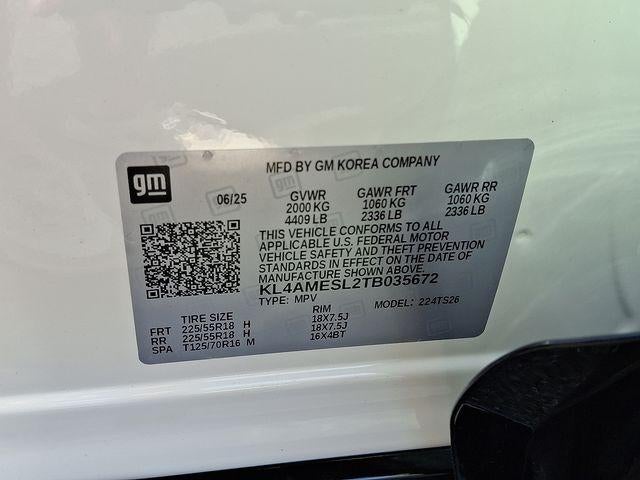 gm
MFD BY GM KOREA COMPANY
06/25 GVWR GAWR FRT GAWR RR
2000 KG 1060 KG 1060 KG
4409 LB 2336 LB 2336 LB
THIS VEHICLE CONFORMS TO ALL
APPLICABLE U.S. FEDERAL MOTOR
VEHICLE SAFETY AND THEFT PREVENTION
STANDARDS IN EFFECT ON THE DATE OF
MANUFACTURE SHOWN ABOVE.
KL4AMESL2TB035672
TYPE: MPV MODEL: 224TS26
TIRE SIZE RIM
FRT 225/55R18 H 18X7.5J
RR 225/55R18 H 18X7.5J
SPA T125/70R16 M 16X4BT